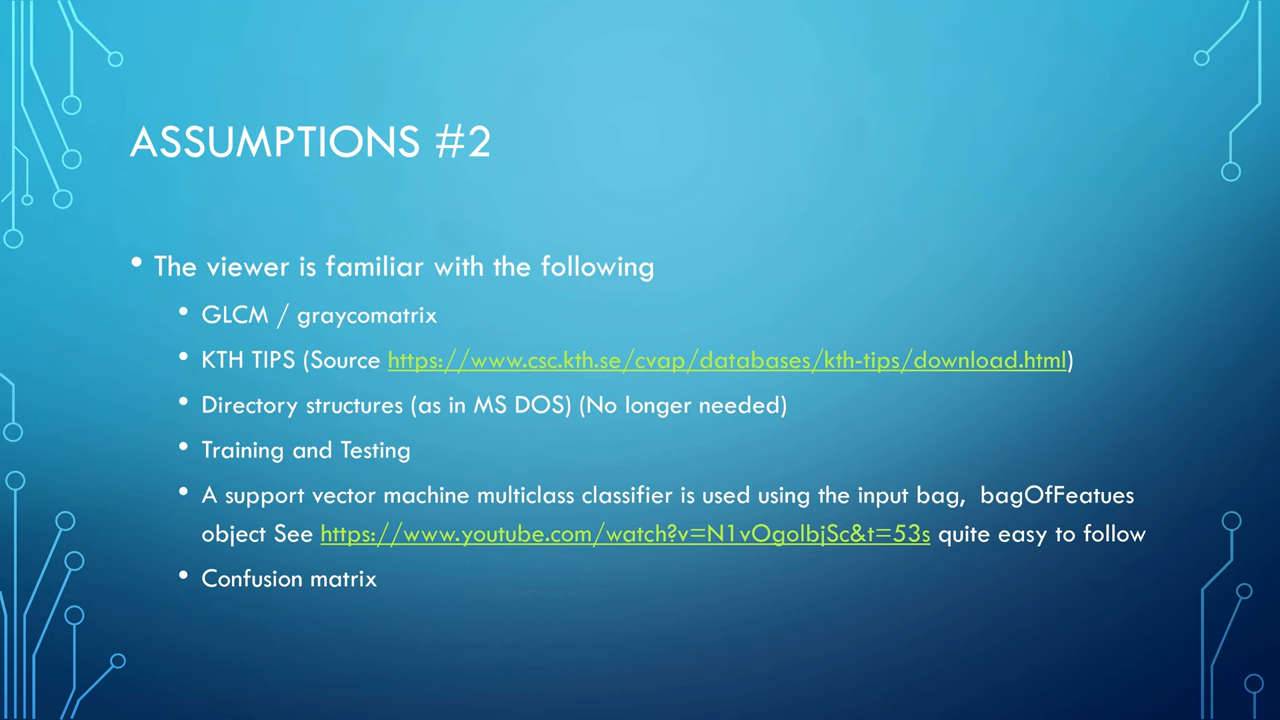 ASSUMPTIONS #2
• The viewer is familiar with the following
• GLCM / graycomatrix
• KTH TIPS (Source https://www.csc.kth.se/cvap/databases/kth-tips/download.html)
• Directory structures (as in MS DOS) (No longer needed)
• Training and Testing
• A support vector machine multiclass classifier is used using the input bag, bagOfFeatues
object See https://www.youtube.com/watch?v=N1vOgolbjSc&t=53s quite easy to follow
• Confusion matrix